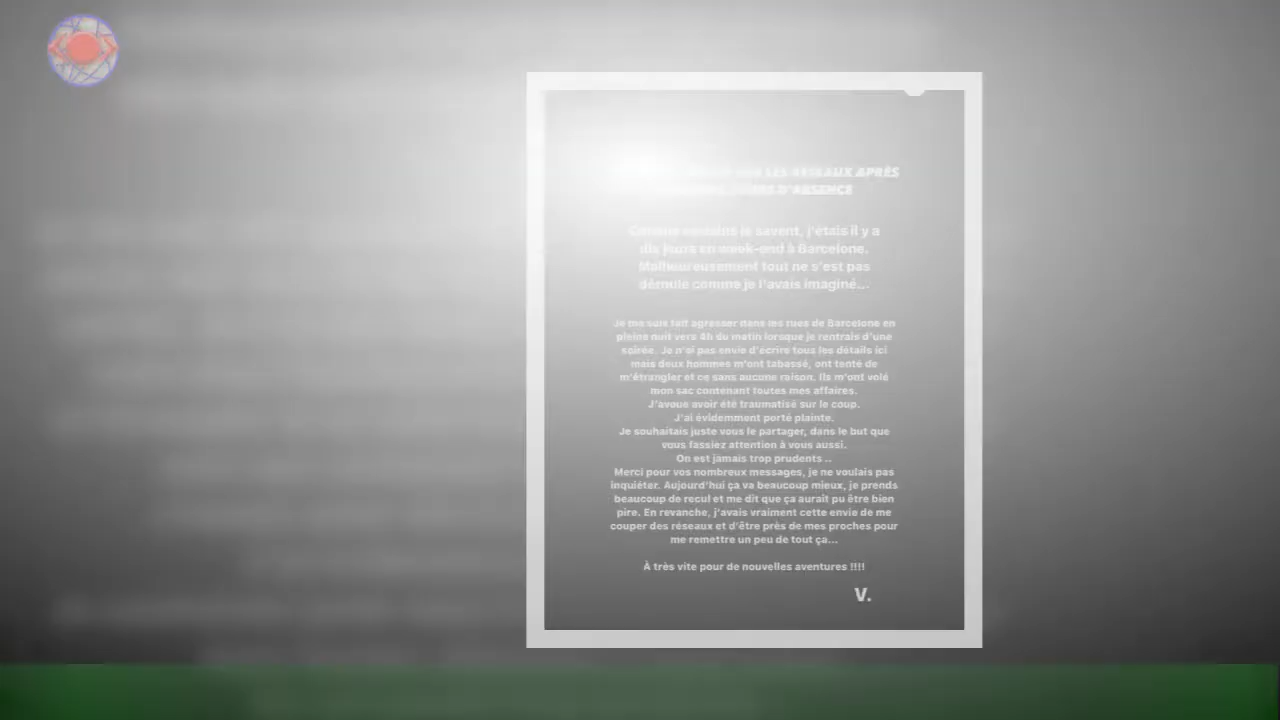 LES RÉSEAUX APRÈS
JOURS D'ABSENCE
Certains le savent, j'étais il y a
dix jours en week-end à Barcelone.
Malheureusement tout ne s'est pas
déroulé comme je l'avais imaginé...
Je me suis fait agresser dans les rues de Barcelone en
pleine nuit vers 4h du matin lorsque je rentrais d'une
soirée. Je n'ai pas envie d'écrire tous les détails ici
mais deux hommes m'ont tabassé, ont tenté de
m'étrangler et ce sans aucune raison. Ils m'ont volé
mon sac contenant toutes mes affaires.
J'avoue avoir été traumatisé sur le coup.
J'ai évidemment porté plainte.
Je souhaitais juste vous le partager, dans le but que
vous fassiez attention à vous aussi.
On est jamais trop prudents ..
Merci pour vos nombreux messages, je ne voulais pas
inquiéter. Aujourd'hui ça va beaucoup mieux, je prends
beaucoup de recul et me dit que ça aurait pu être bien
pire. En revanche, j'avais vraiment cette envie de me
couper des réseaux et d'être près de mes proches pour
me remettre un peu de tout ça...
À très vite pour de nouvelles aventures !!!!
V.